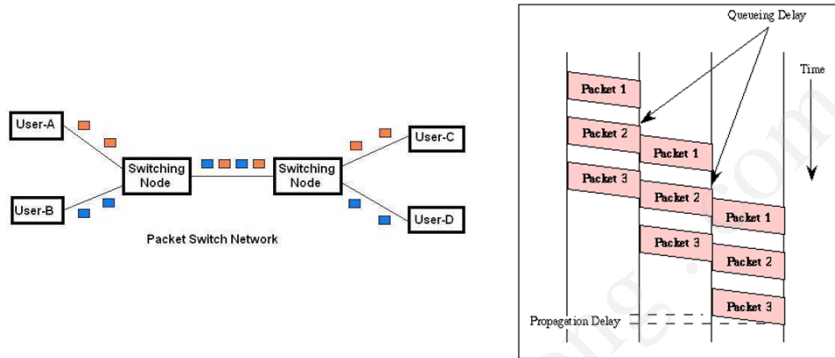 User-A
User-B
Switching
Node
Switching
Node
User-C
User-D
Packet Switch Network
Queueing Delay
Time
Packet 1
Packet 2
Packet 3
Packet 1
Packet 2
Packet 3
Packet 1
Packet 2
Packet 3
Propagation Delay